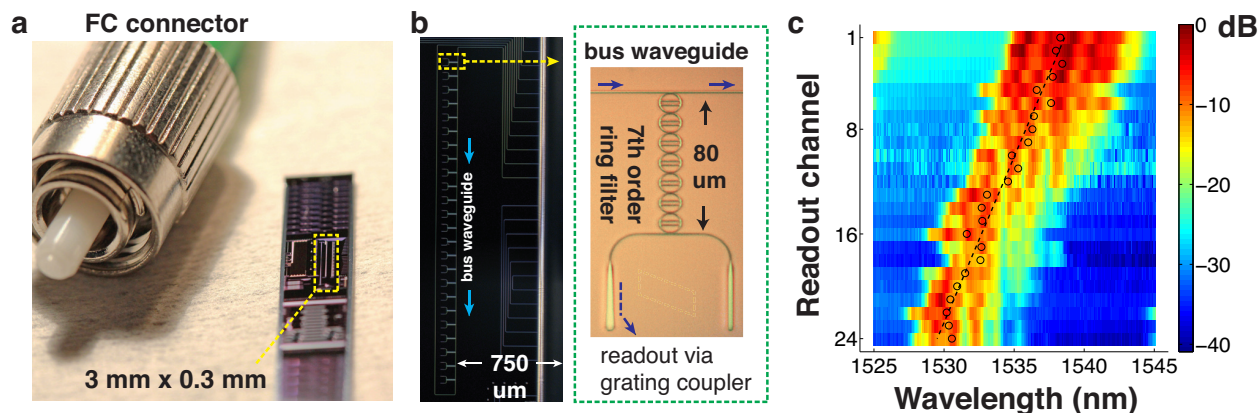 a
FC connector
3 mm x 0.3 mm
b
bus waveguide
750
um
bus waveguide
7th order
ring filter
80
um
readout via
grating coupler
c
Readout channel
1
8
16
24
1525
1530
1535
1540
1545
Wavelength (nm)
0
−10
−20
−30
−40
dB